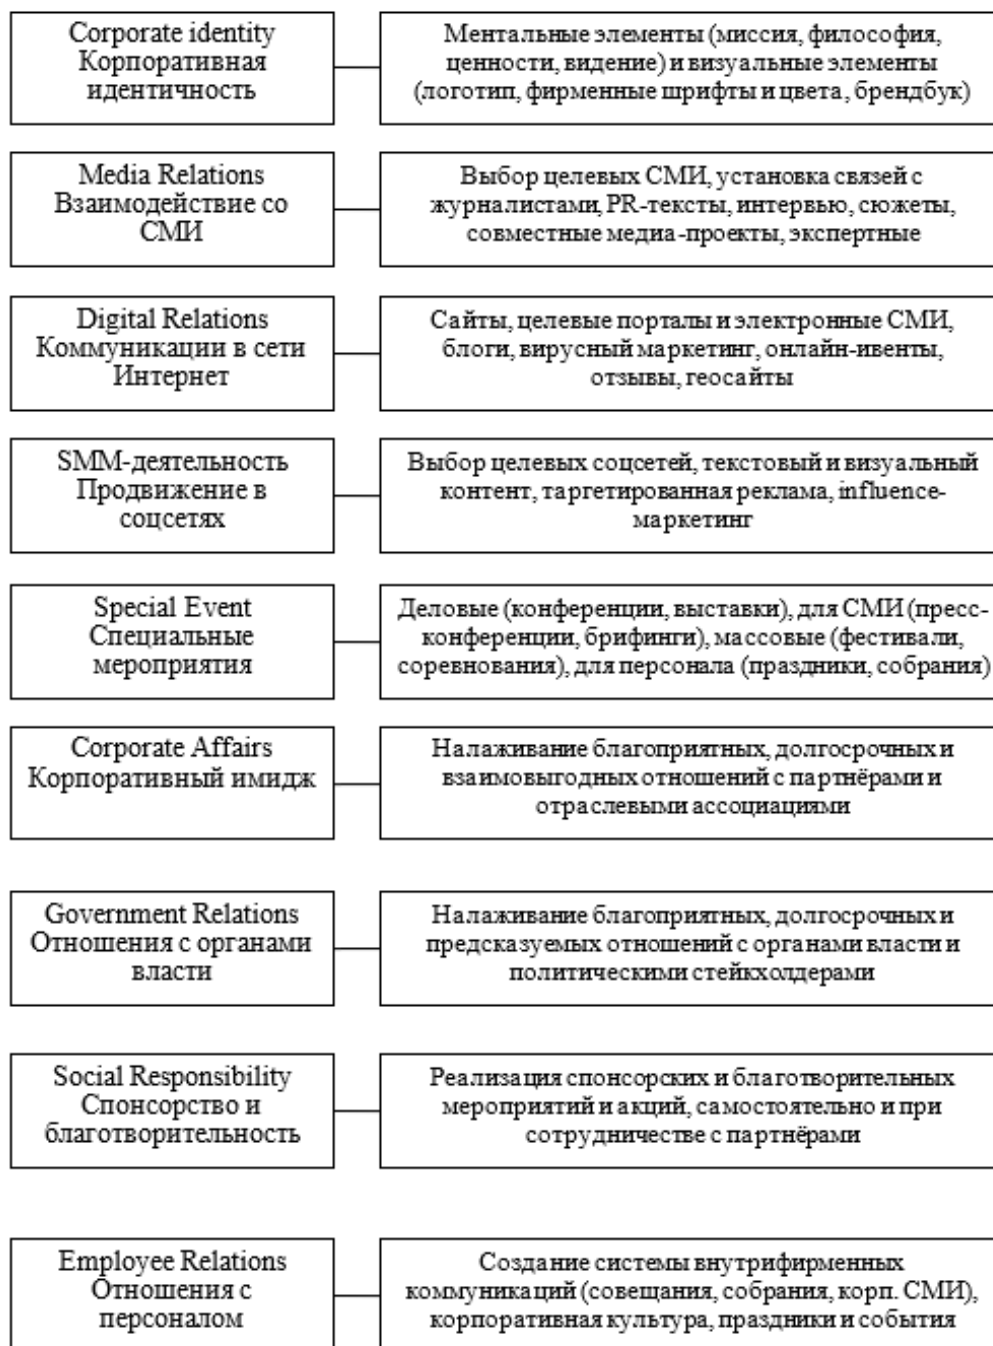 Corporate identity
Корпоративная
идентичность
Ментальные элементы (миссия, философия,
ценности, видение) и визуальные элементы
(логотип, фирменные шрифты и цвета, брендбук)
Media Relations
Взаимодействие со
СМИ
Выбор целевых СМИ, установка связей с
журналистами, PR-тексты, интервью, сюжеты,
совместные медиа-проекты, экспертные
Digital Relations
Коммуникации в сети
Интернет
Сайты, целевые порталы и электронные СМИ,
блоги, вирусный маркетинг, онлайн-ивенты,
отзывы, геосайты
SMM-деятельность
Продвижение в
соцсетях
Выбор целевых соцсетей, текстовый и визуальный
контент, таргетированная реклама, influence-
маркетинг
Special Event
Специальные
мероприятия
Деловые (конференции, выставки), для СМИ (пресс-
конференции, брифинги), массовые (фестивали,
соревнования), для персонала (праздники, собрания)
Corporate Affairs
Корпоративный имидж
Налаживание благоприятных, долгосрочных и
взаимовыгодных отношений с партнёрами и
отраслевыми ассоциациями
Government Relations
Отношения с органами
власти
Налаживание благоприятных, долгосрочных и
предсказуемых отношений с органами власти и
политическими стейкхолдерами
Social Responsibility
Спонсорство и
благотворительность
Реализация спонсорских и благотворительных
мероприятий и акций, самостоятельно и при
сотрудничестве с партнёрами
Employee Relations
Отношения с
персоналом
Создание системы внутрифирменных
коммуникаций (совещания, собрания, корп. СМИ),
корпоративная культура, праздники и события